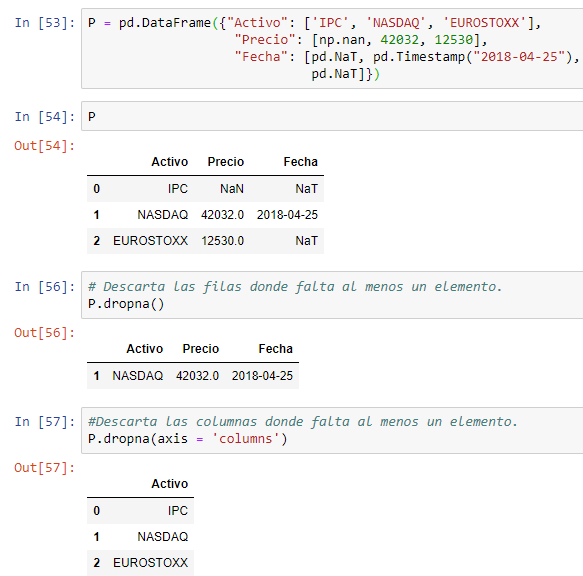 In [53]: P = pd.DataFrame({"Activo": ['IPC', 'NASDAQ', 'EUROSTOXX'],
"Precio": [np.nan, 42032, 12530],
"Fecha": [pd.NaT, pd.Timestamp("2018-04-25"),
pd.NaT]})
In [54]: P
Out[54]:
Activo Precio Fecha
0 IPC NaN NaT
1 NASDAQ 42032.0 2018-04-25
2 EUROSTOXX 12530.0 NaT
In [56]: # Descarta las filas donde falta al menos un elemento.
P.dropna()
Out[56]:
Activo Precio Fecha
1 NASDAQ 42032.0 2018-04-25
In [57]: #Descarta las columnas donde falta al menos un elemento.
P.dropna(axis = 'columns')
Out[57]:
Activo
0 IPC
1 NASDAQ
2 EUROSTOXX